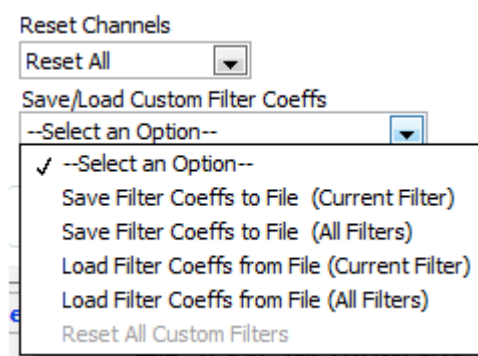 Reset Channels
Reset All
Save/Load Custom Filter Coeffs
--Select an Option--
--Select an Option--
Save Filter Coeffs to File (Current Filter)
Save Filter Coeffs to File (All Filters)
Load Filter Coeffs from File (Current Filter)
Load Filter Coeffs from File (All Filters)
Reset All Custom Filters